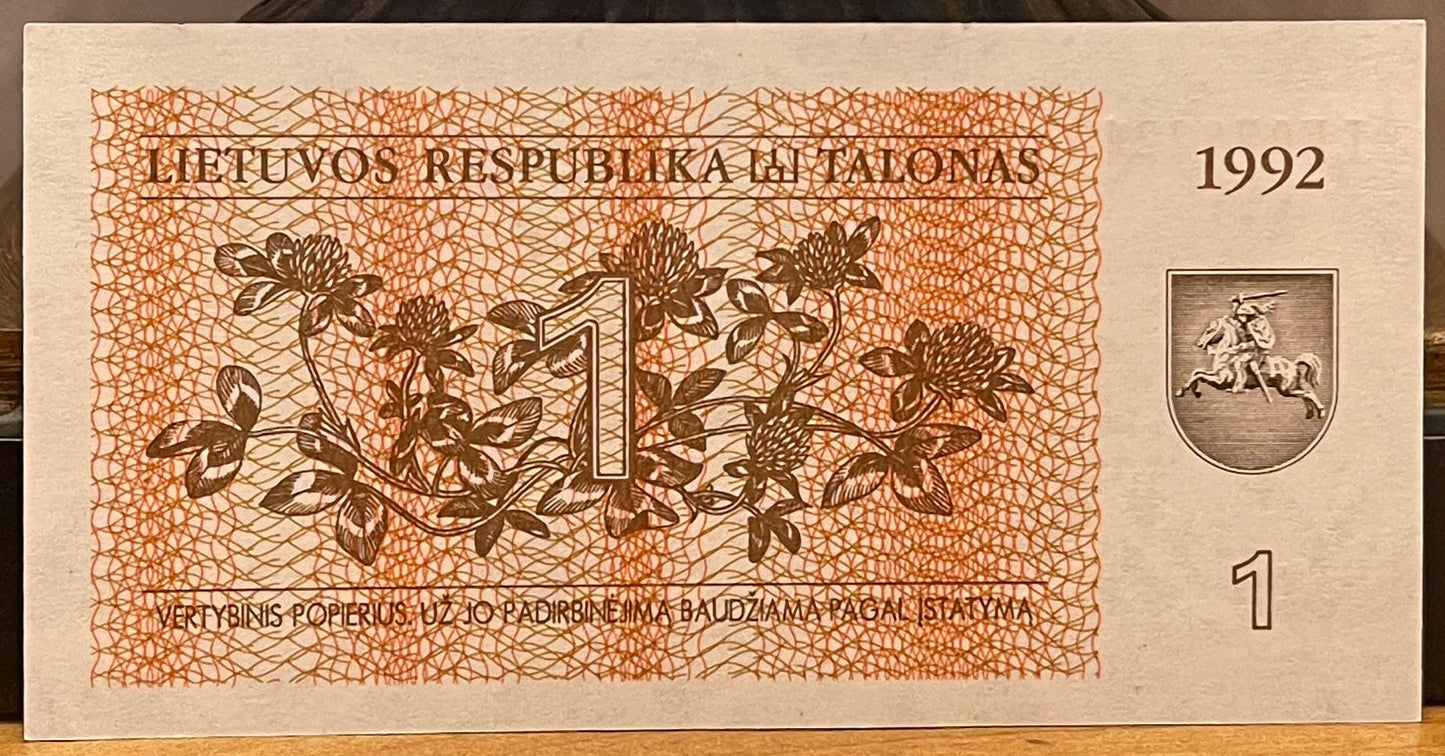 LIETUVOS RESPUBLIKA TALONAS
1992
1
VERTYBINIS POPIERIUS. UŽ JO PADIRBINĖJIMĄ BAUDŽIAMA PAGAL ĮSTATYMĄ
1